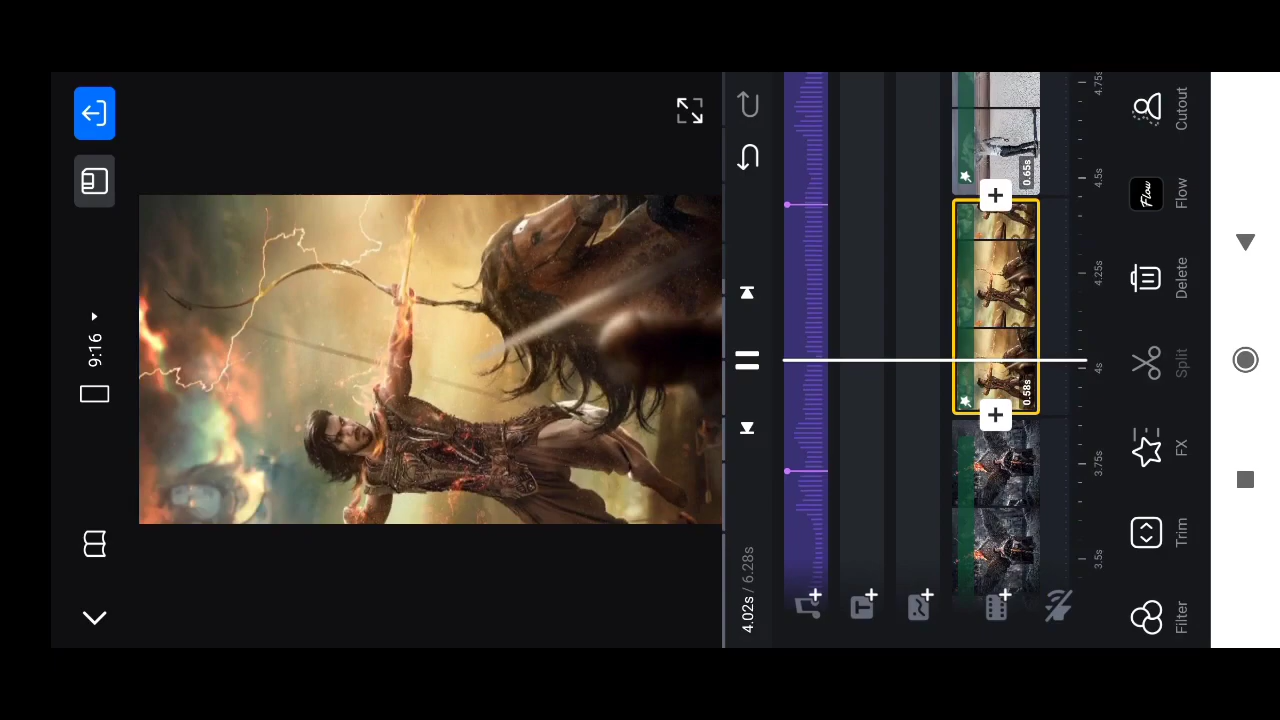 9:16
4.02s / 6.28s
0.58s
0.65s
3.5s
3.75s
4s
4.25s
4.5s
4.75s
Filter
Trim
FX
Split
Delete
Flow
Flow
Cutout